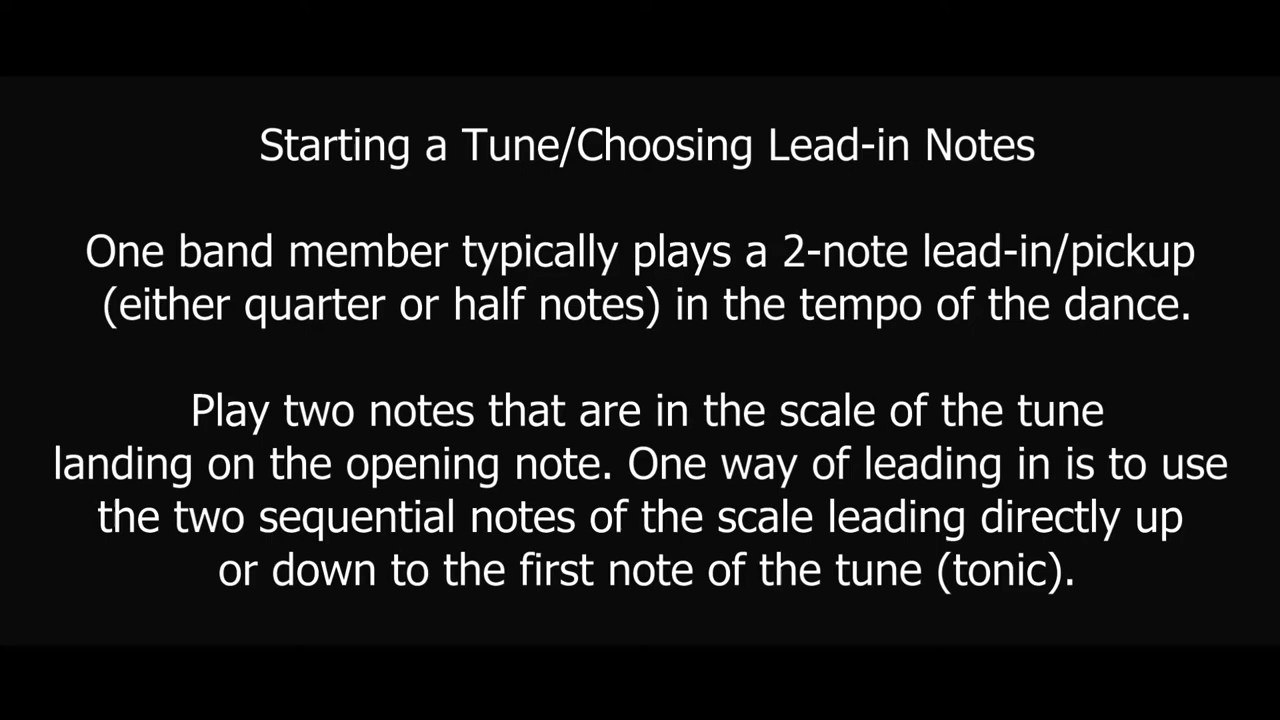 Starting a Tune/Choosing Lead-in Notes
One band member typically plays a 2-note lead-in/pickup
(either quarter or half notes) in the tempo of the dance.
Play two notes that are in the scale of the tune
landing on the opening note. One way of leading in is to use
the two sequential notes of the scale leading directly up
or down to the first note of the tune (tonic).